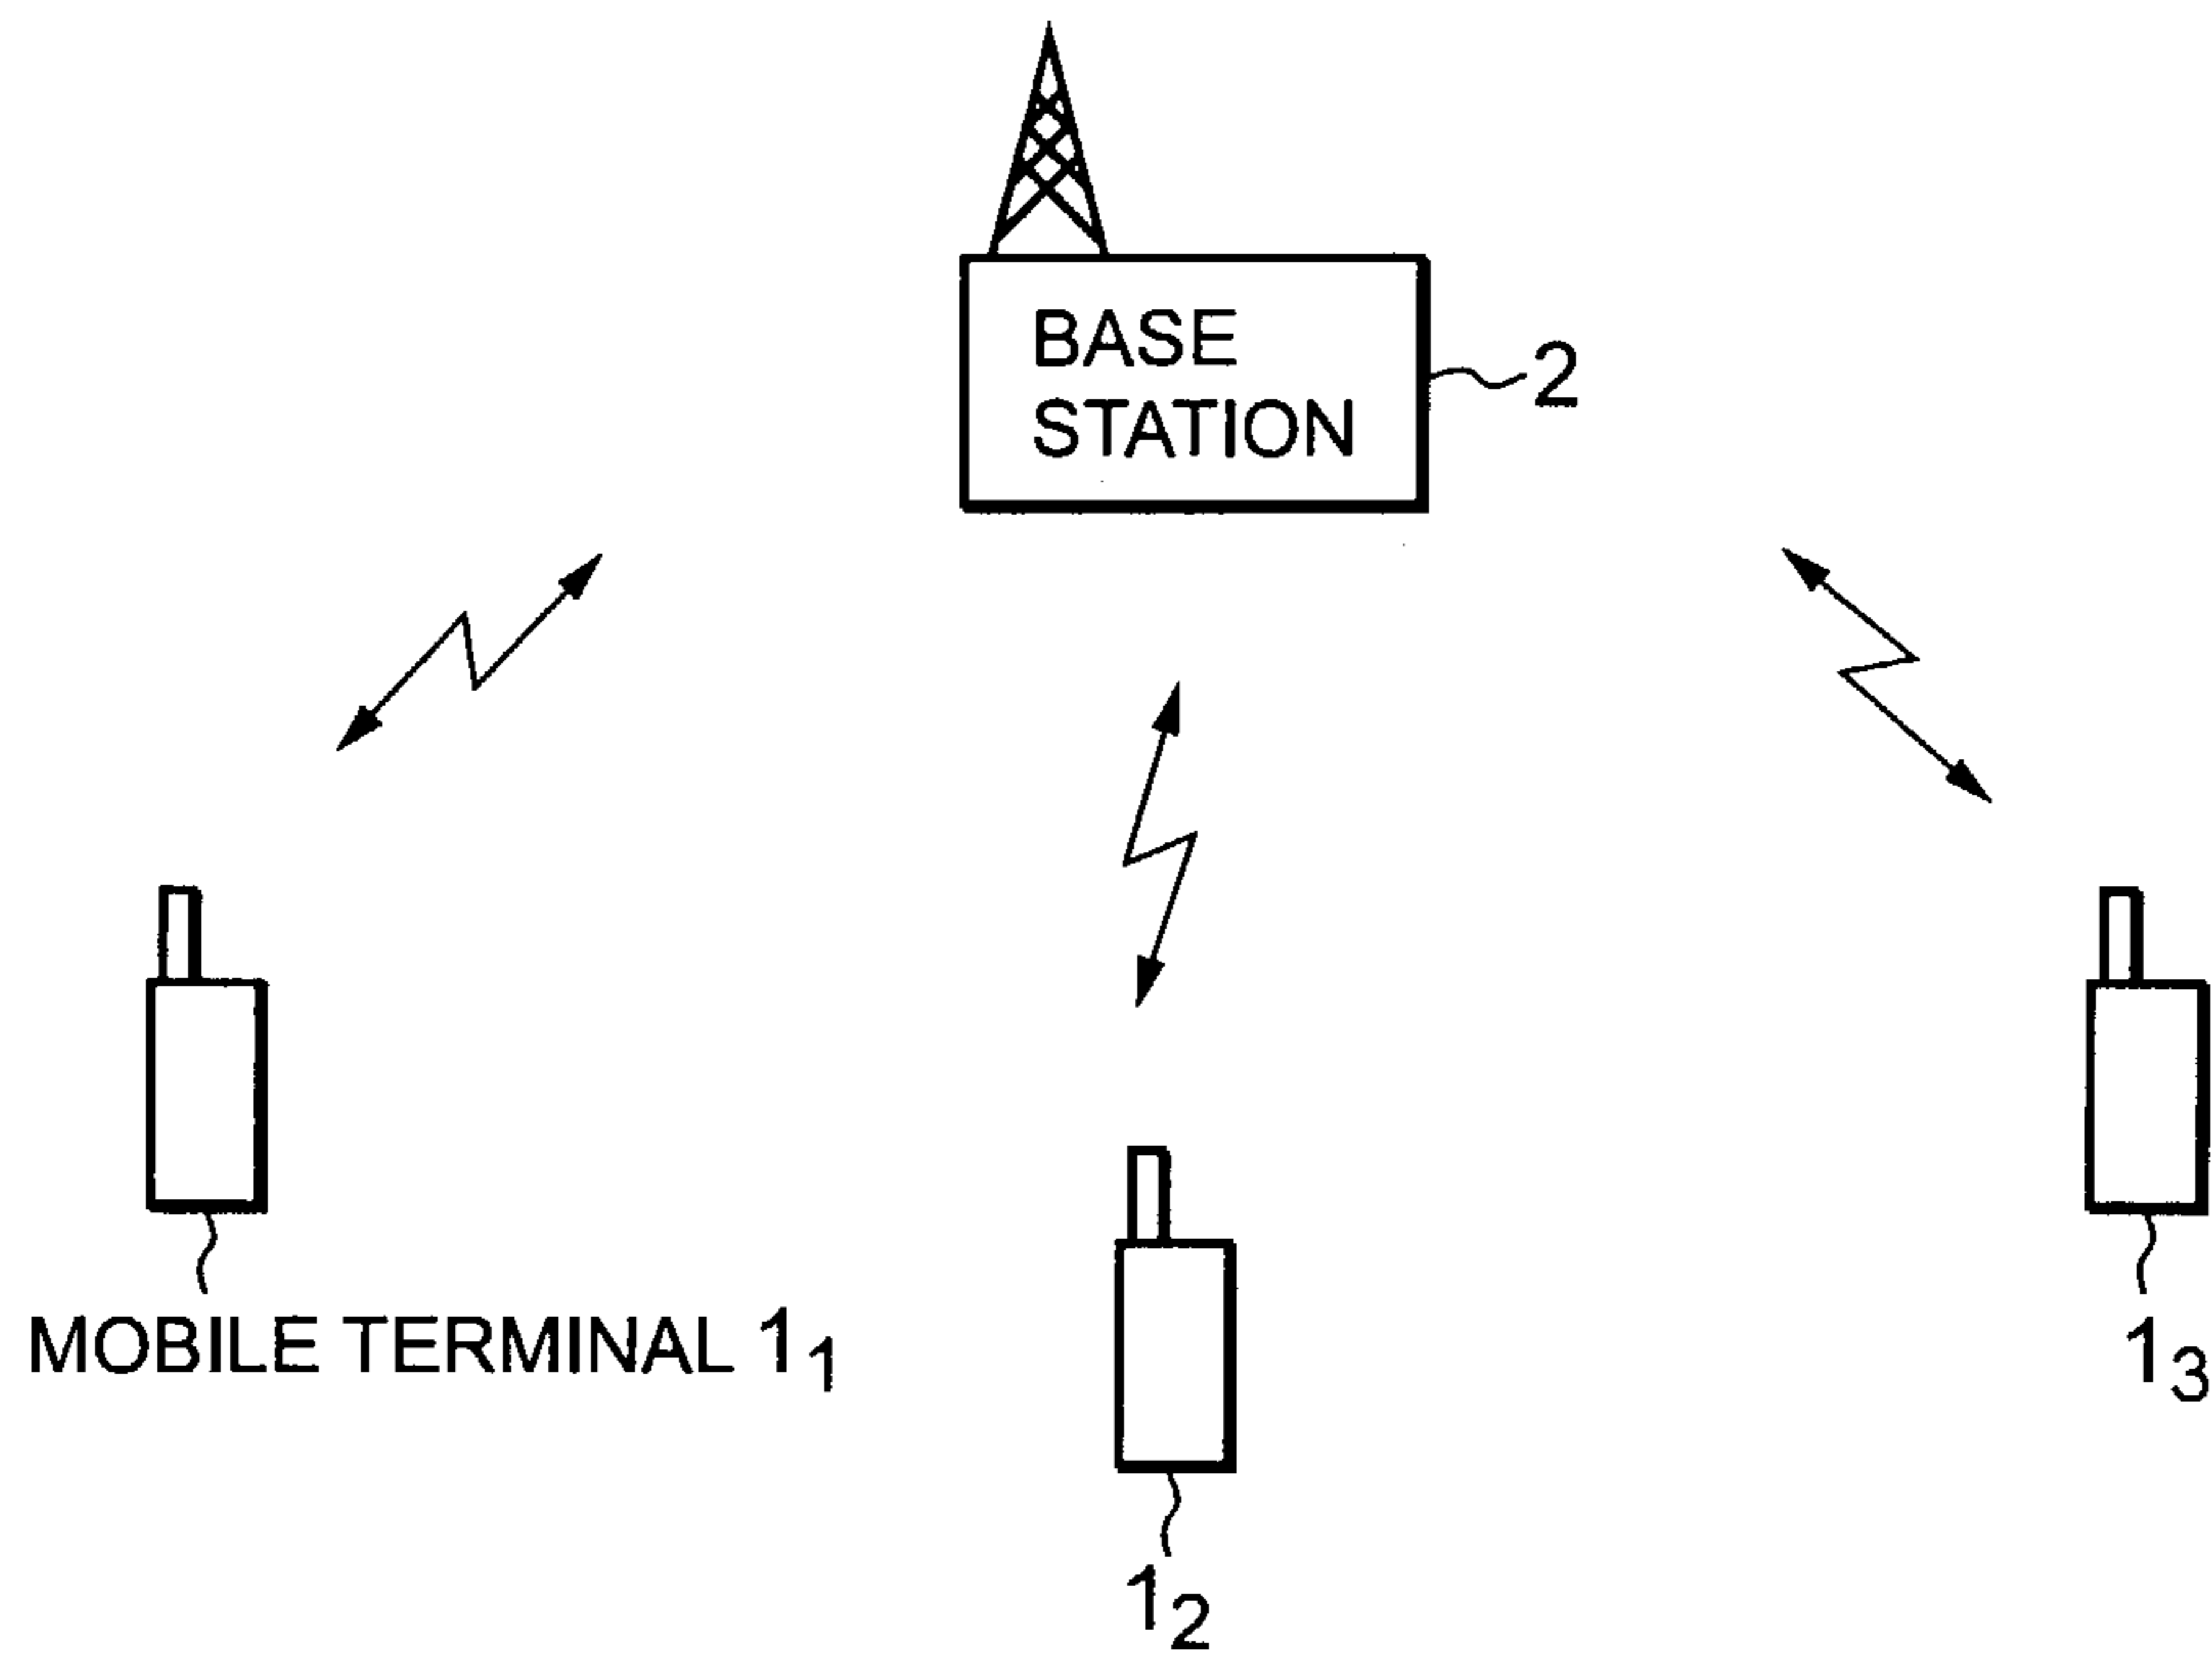 BASE
STATION
2
MOBILE TERMINAL 1₁
1₃
1₂